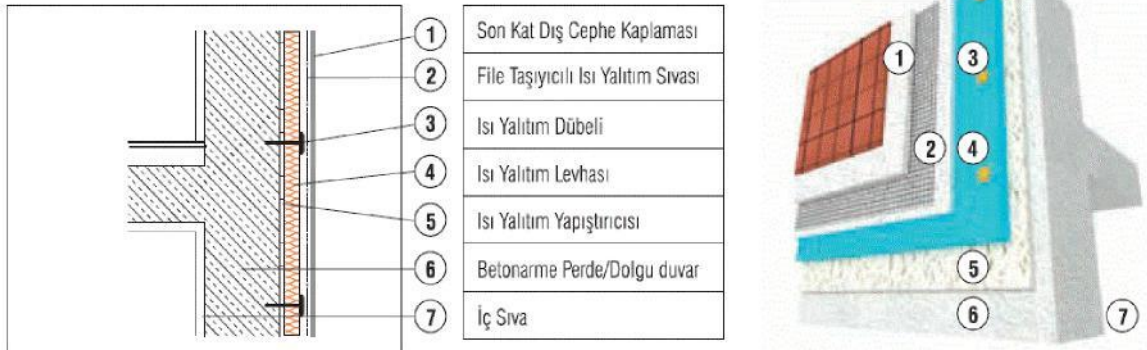 1 Son Kat Dış Cephe Kaplaması
2 File Taşıyıcılı Isı Yalıtım Sıvası
3 Isı Yalıtım Dübeli
4 Isı Yalıtım Levhası
5 Isı Yalıtım Yapıştırıcısı
6 Betonarme Perde/Dolgu duvar
7 İç Sıva
1
3
2
4
5
6
7